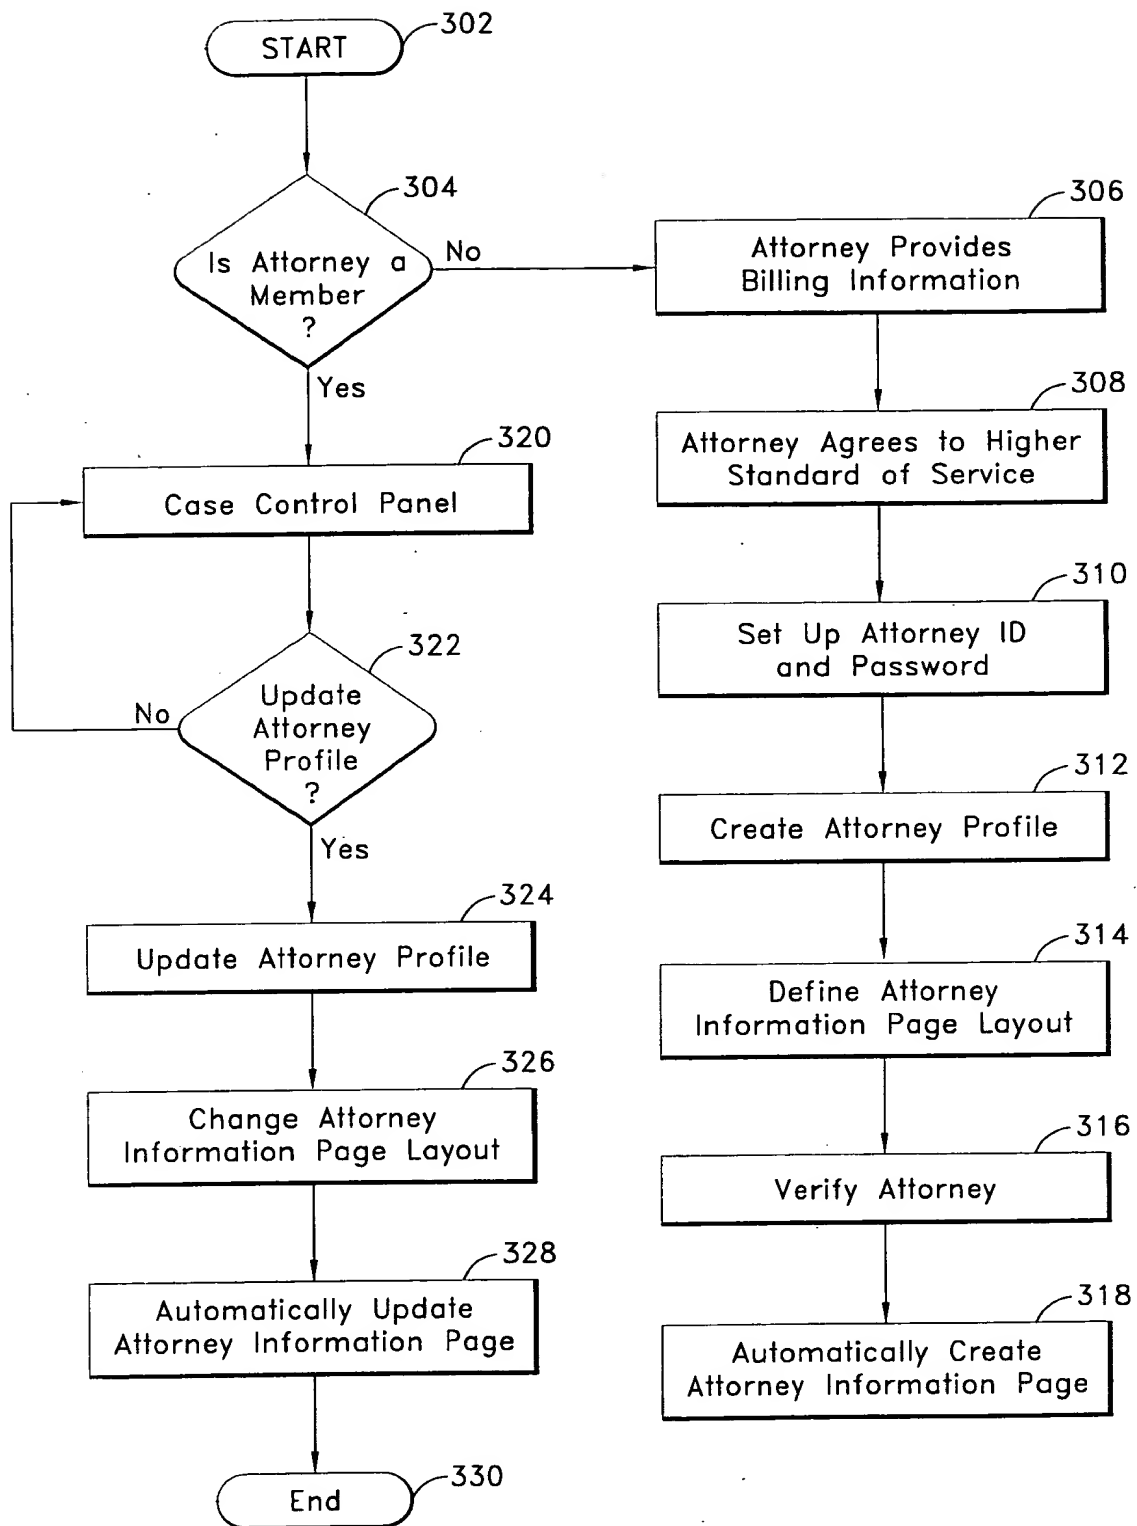 START
302
304
Is Attorney a
Member
?
No
Yes
306
Attorney Provides
Billing Information
308
Attorney Agrees to Higher
Standard of Service
310
Set Up Attorney ID
and Password
312
Create Attorney Profile
314
Define Attorney
Information Page Layout
316
Verify Attorney
318
Automatically Create
Attorney Information Page
320
Case Control Panel
322
Update
Attorney
Profile
?
No
Yes
324
Update Attorney Profile
326
Change Attorney
Information Page Layout
328
Automatically Update
Attorney Information Page
330
End